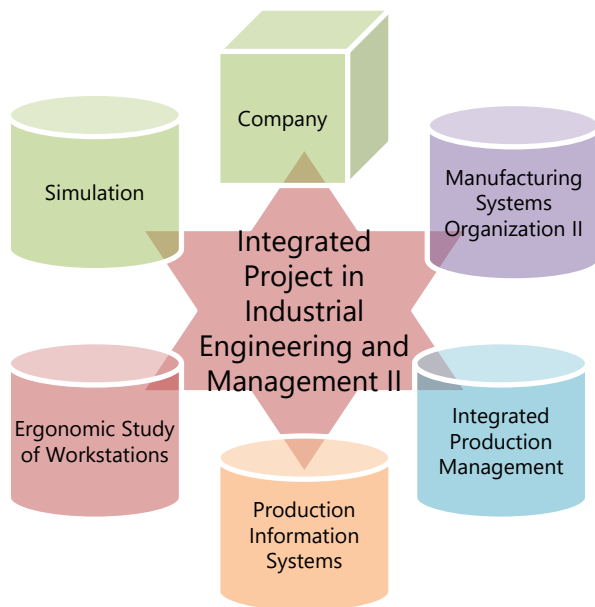 Company
Simulation
Manufacturing
Systems
Organization II
Integrated
Project in
Industrial
Engineering and
Management II
Ergonomic Study
of Workstations
Integrated
Production
Management
Production
Information
Systems